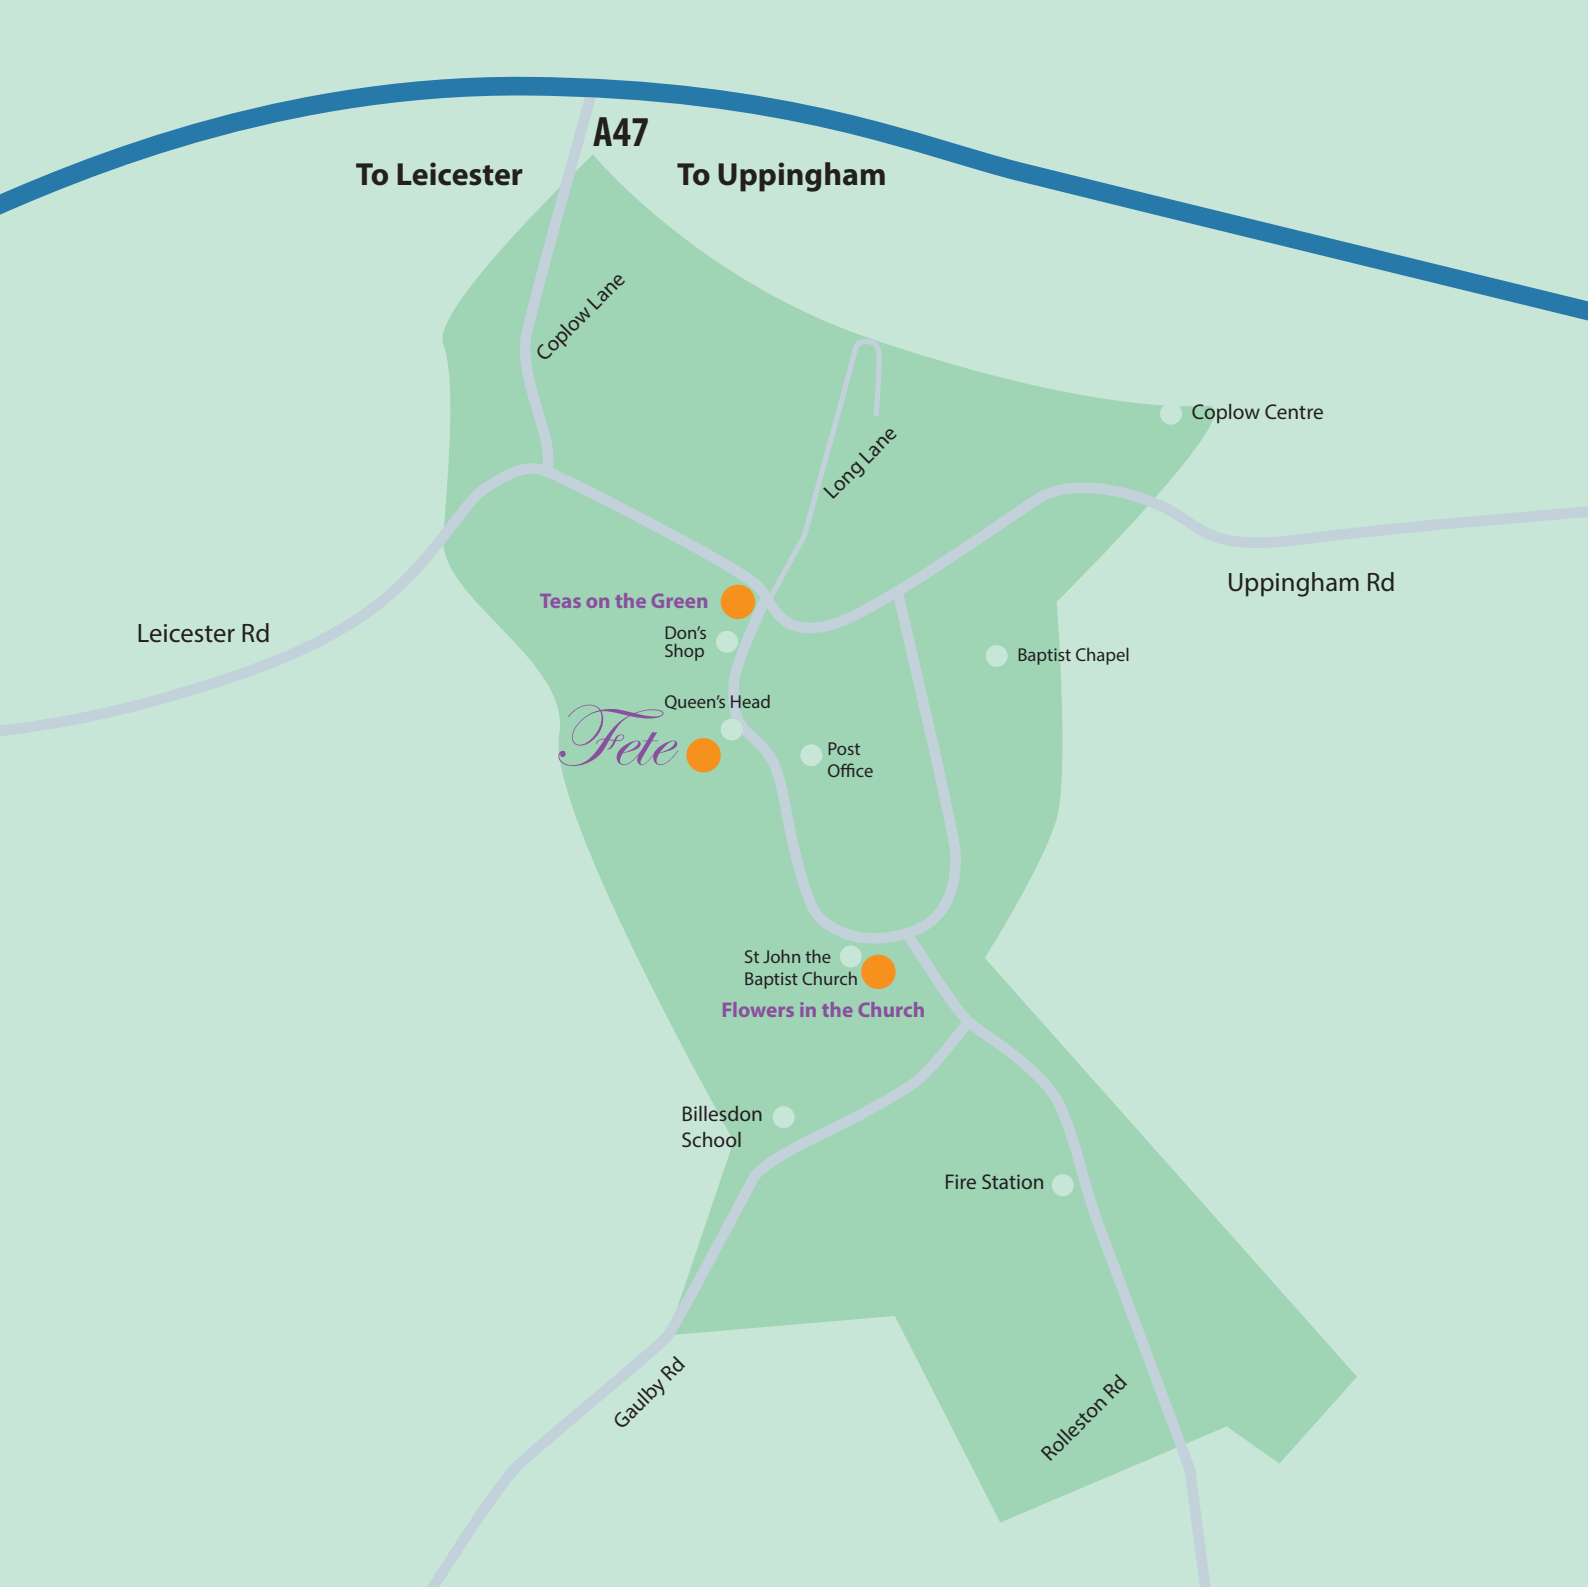 A47
To Leicester
To Uppingham
Coplow Lane
Coplow Centre
Long Lane
Uppingham Rd
Teas on the Green
Leicester Rd
Don’s
Shop
Baptist Chapel
Queen’s Head
Fete
Post
Office
St John the
Baptist Church
Flowers in the Church
Billesdon
School
Fire Station
Gaulby Rd
Rolleston Rd